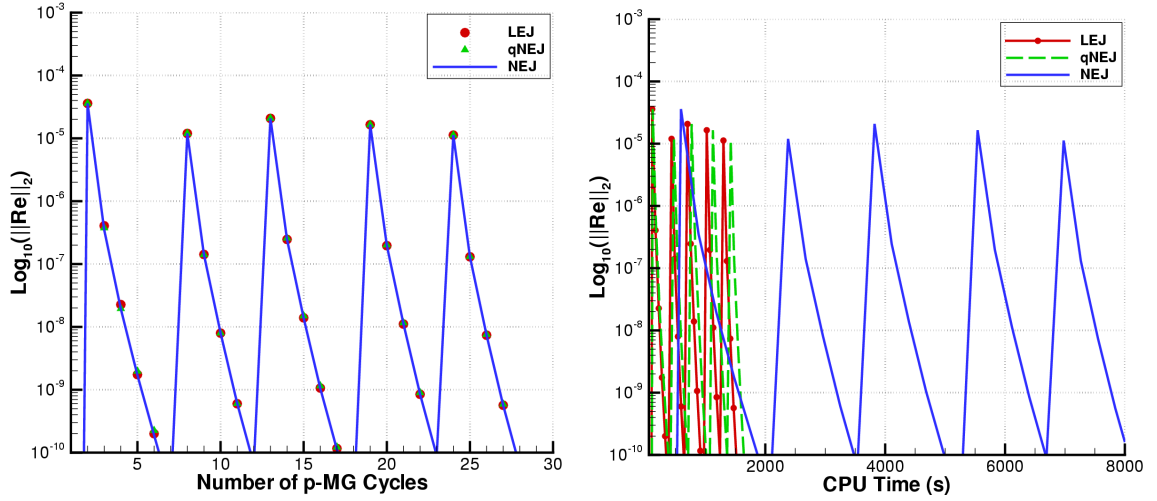 10-3
10-4
10-5
10-6
10-7
10-8
10-9
10-10
Log10(||Re||2)
LEJ
qNEJ
NEJ
5 10 15 20 25 30
Number of p-MG Cycles
10-3
10-4
10-5
10-6
10-7
10-8
10-9
10-10
Log10(||Re||2)
LEJ
qNEJ
NEJ
2000 4000 6000 8000
CPU Time (s)